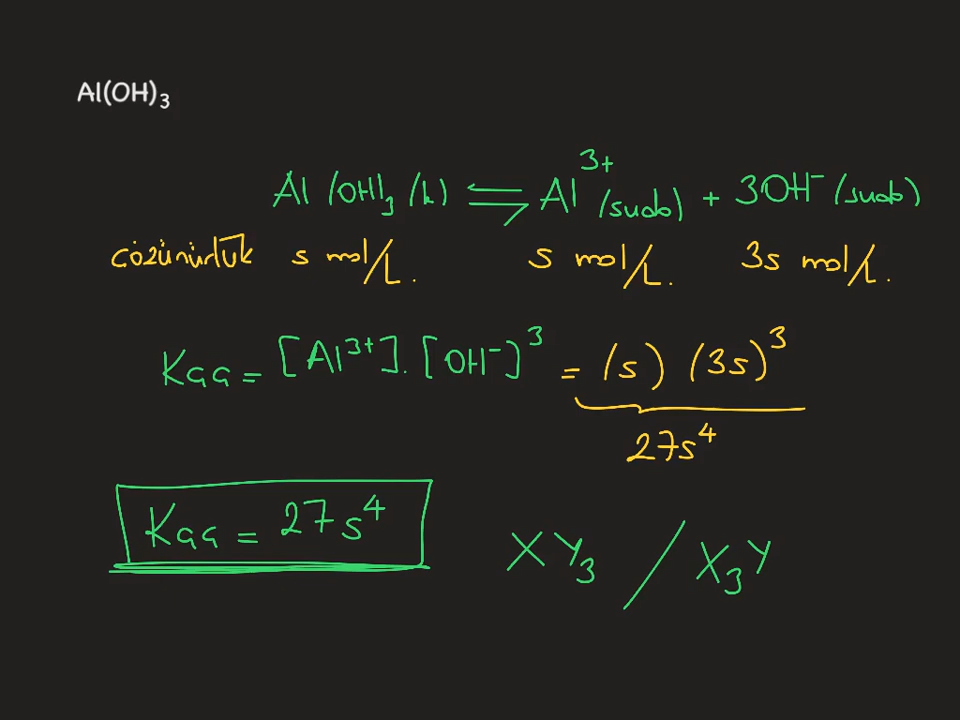 Al(OH)₃
Al(OH)₃(k) ⇌ Al³⁺(suda) + 3OH⁻(suda)
çözünürlük s mol/L. s mol/L. 3s mol/L.
Kçç = [Al³⁺].[OH⁻]³ = (s) (3s)³
27s⁴
Kçç = 27s⁴ XY₃ / X₃Y